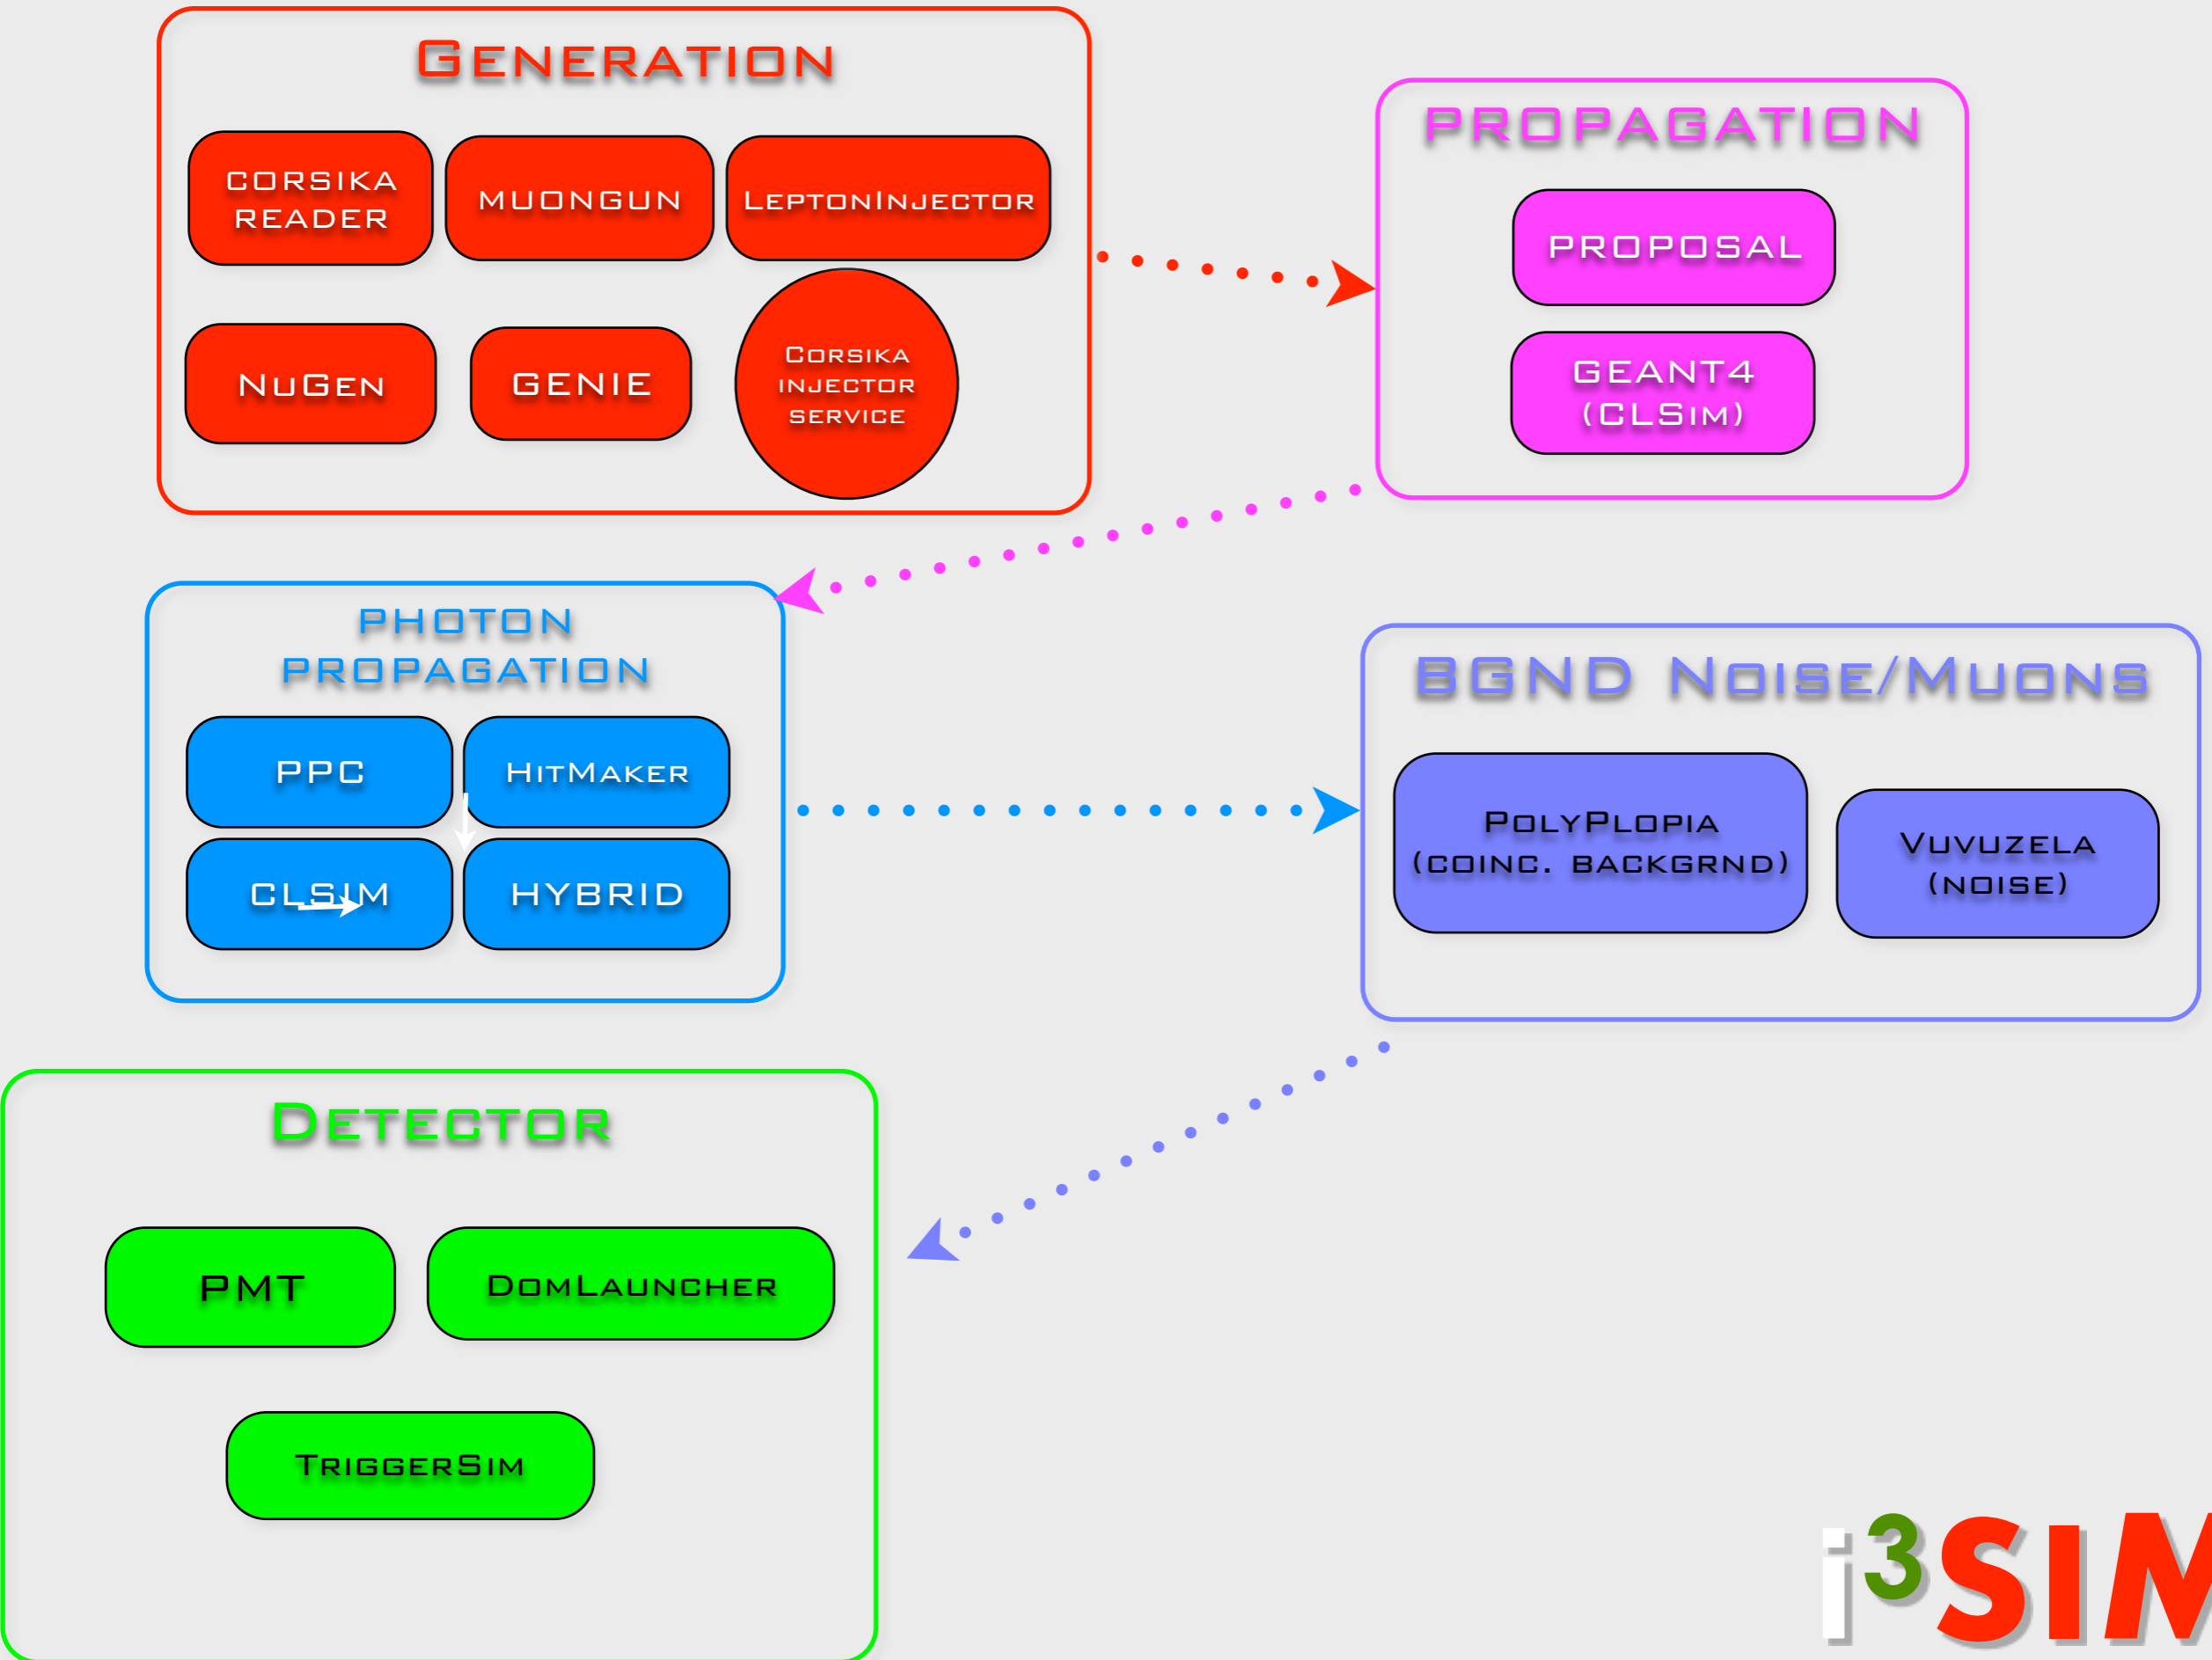 GENERATION
CORSIKA
READER
MUONGUN
LEPTONINJECTOR
NUGEN
GENIE
CORSIKA
INJECTOR
SERVICE
PROPAGATION
PROPOSAL
GEANT4
(CLSIM)
PHOTON
PROPAGATION
PPC
HITMAKER
CLSIM
HYBRID
BGND NOISE/MUONS
POLYPLOPIA
(COINC. BACKGRND)
VUVUZELA
(NOISE)
DETECTOR
PMT
DOMLAUNCHER
TRIGGERSIM
i³SIM